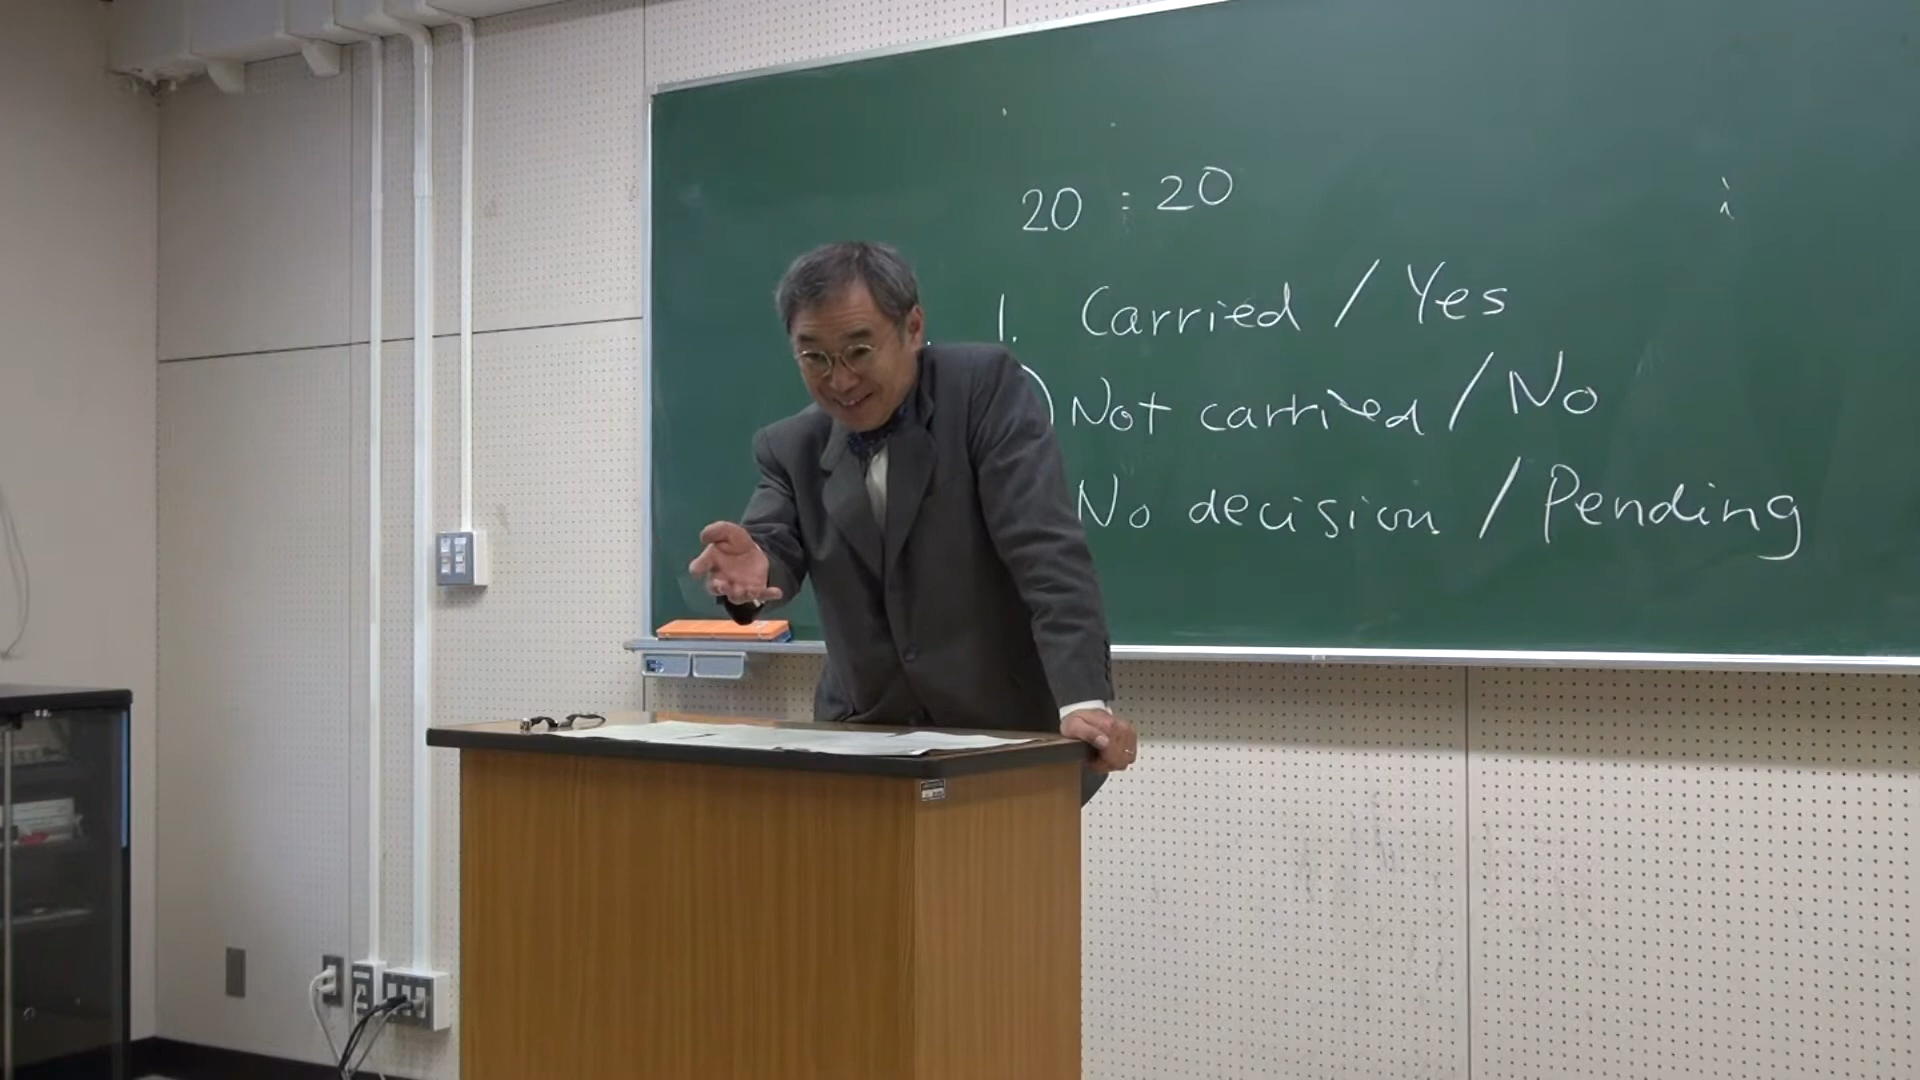 20 : 20
i
1. Carried / Yes
) Not carried / No
No decision / Pending